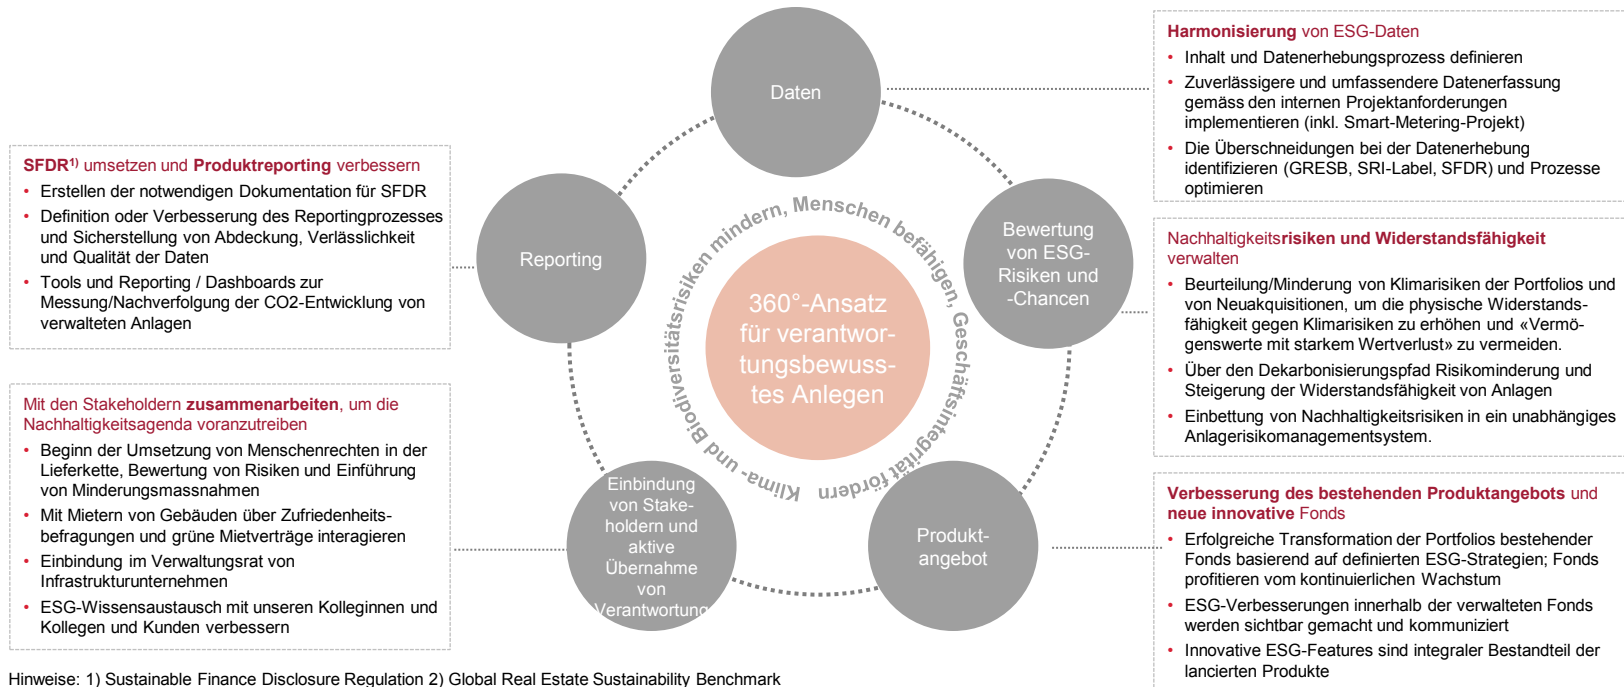 Daten
Harmonisierung von ESG-Daten
• Inhalt und Datenerhebungsprozess definieren
• Zuverlässigere und umfassendere Datenerfassung
gemäss den internen Projektanforderungen
implementieren (inkl. Smart-Metering-Projekt)
• Die Überschneidungen bei der Datenerhebung
identifizieren (GRESB, SRI-Label, SFDR) und Prozesse
optimieren
Bewertung
von ESG-
Risiken und
-Chancen
Nachhaltigkeitsrisiken und Widerstandsfähigkeit
verwalten
• Beurteilung/Minderung von Klimarisiken der Portfolios und
von Neuakquisitionen, um die physische Widerstands-
fähigkeit gegen Klimarisiken zu erhöhen und «Vermö-
genswerte mit starkem Wertverlust» zu vermeiden.
• Über den Dekarbonisierungspfad Risikominderung und
Steigerung der Widerstandsfähigkeit von Anlagen
• Einbettung von Nachhaltigkeitsrisiken in ein unabhängiges
Anlagerisikomanagementsystem.
Produkt-
angebot
Verbesserung des bestehenden Produktangebots und
neue innovative Fonds
• Erfolgreiche Transformation der Portfolios bestehender
Fonds basierend auf definierten ESG-Strategien; Fonds
profitieren vom kontinuierlichen Wachstum
• ESG-Verbesserungen innerhalb der verwalteten Fonds
werden sichtbar gemacht und kommuniziert
• Innovative ESG-Features sind integraler Bestandteil der
lancierten Produkte
Einbindung
von Stake-
holdern und
aktive
Übernahme
von
Verantwortung
Mit den Stakeholdern zusammenarbeiten, um die
Nachhaltigkeitsagenda voranzutreiben
• Beginn der Umsetzung von Menschenrechten in der
Lieferkette, Bewertung von Risiken und Einführung
von Minderungsmassnahmen
• Mit Mietern von Gebäuden über Zufriedenheits-
befragungen und grüne Mietverträge interagieren
• Einbindung im Verwaltungsrat von
Infrastrukturunternehmen
• ESG-Wissensaustausch mit unseren Kolleginnen und
Kollegen und Kunden verbessern
Reporting
SFDR1) umsetzen und Produktreporting verbessern
• Erstellen der notwendigen Dokumentation für SFDR
• Definition oder Verbesserung des Reportingprozesses
und Sicherstellung von Abdeckung, Verlässlichkeit
und Qualität der Daten
• Tools und Reporting / Dashboards zur
Messung/Nachverfolgung der CO2-Entwicklung von
verwalteten Anlagen
Klima- und Biodiversitätsrisiken mindern, Menschen befähigen, Geschäftsintegrität fördern
360°-Ansatz
für verantwor-
tungsbewuss-
tes Anlegen
Hinweise: 1) Sustainable Finance Disclosure Regulation 2) Global Real Estate Sustainability Benchmark